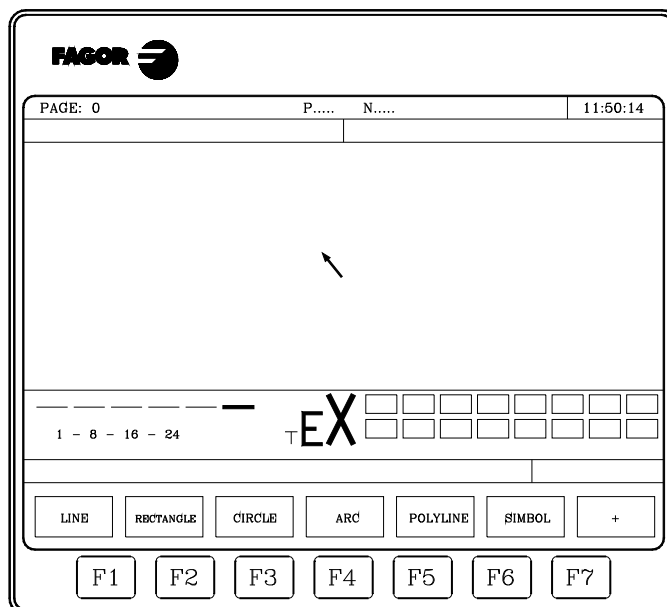 FAGOR
PAGE: 0 P..... N..... 11:50:14
1 - 8 - 16 - 24 TEX
LINE RECTANGLE CIRCLE ARC POLYLINE SIMBOL +
F1 F2 F3 F4 F5 F6 F7